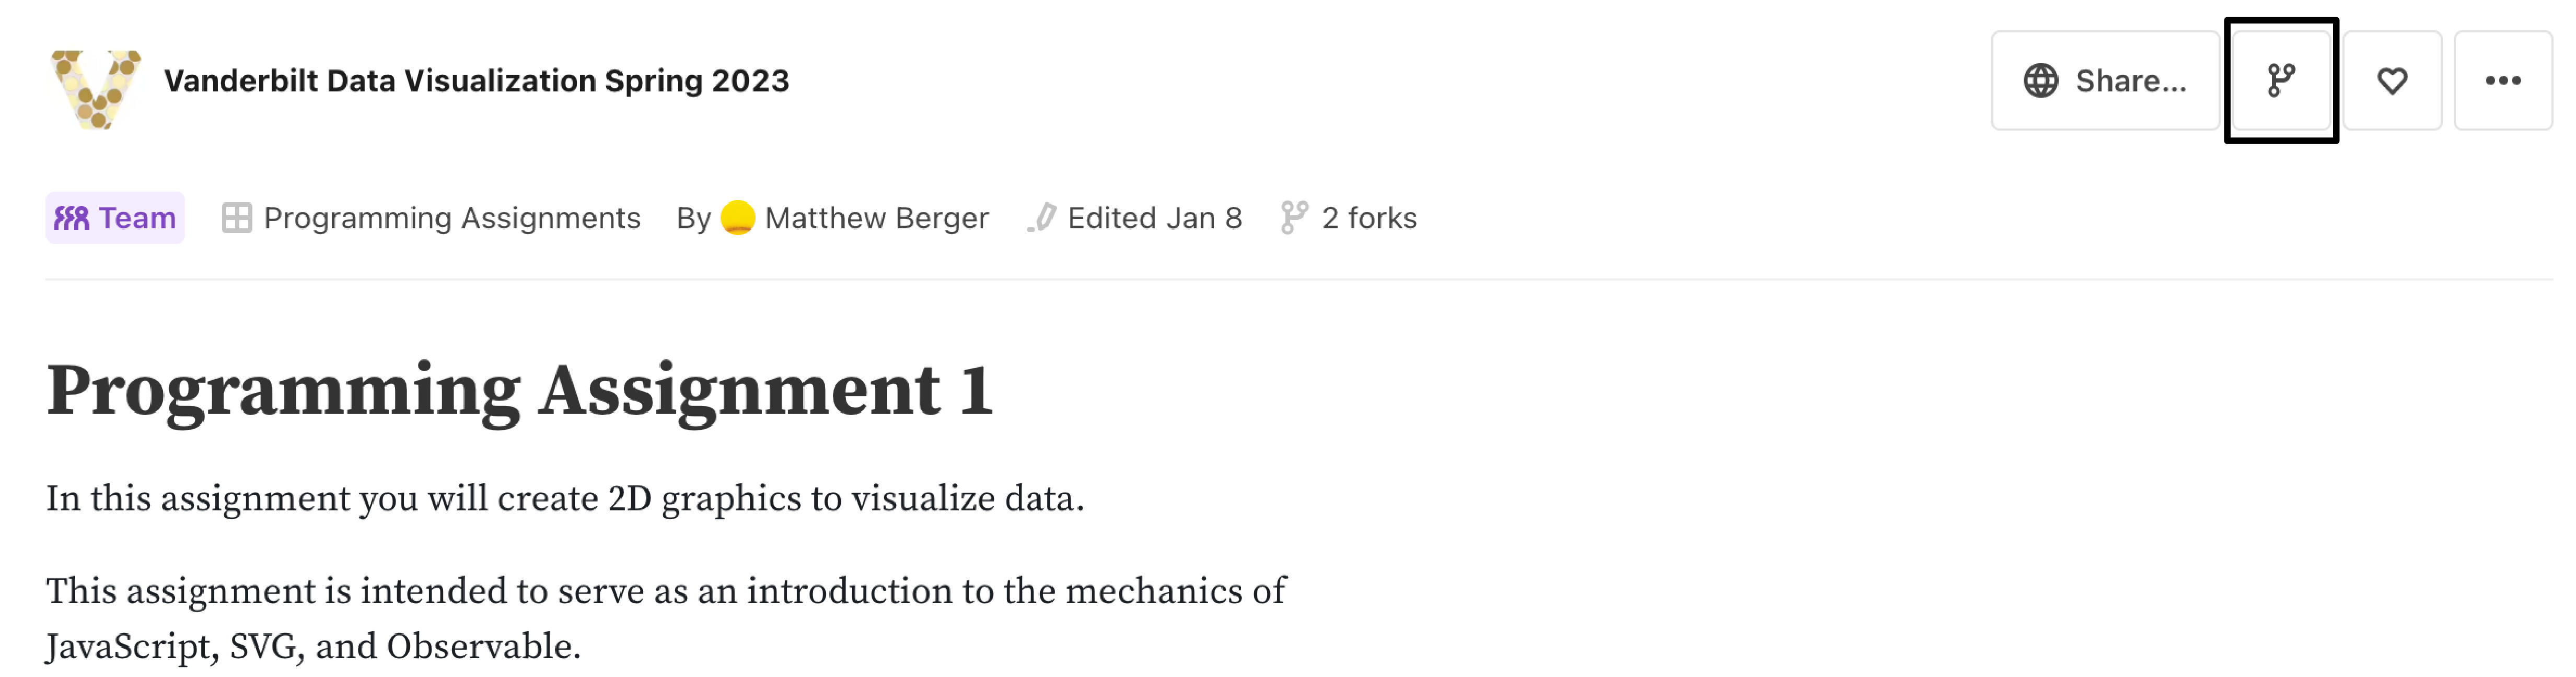 Vanderbilt Data Visualization Spring 2023
Share...
Team Programming Assignments By Matthew Berger Edited Jan 8 2 forks
Programming Assignment 1
In this assignment you will create 2D graphics to visualize data.
This assignment is intended to serve as an introduction to the mechanics of
JavaScript, SVG, and Observable.